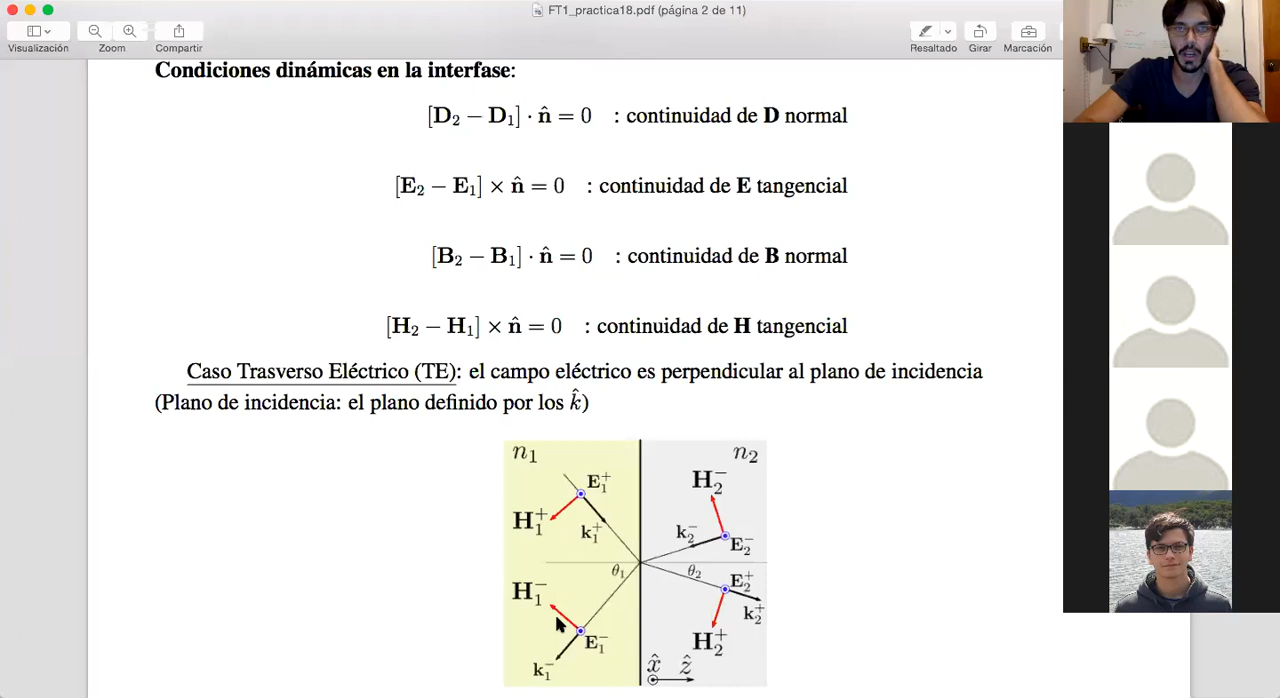 FT1_practica18.pdf (página 2 de 11)
Visualización
Zoom
Compartir
Resaltado
Girar
Marcación
Condiciones dinámicas en la interfase:
[D₂ − D₁] · n̂ = 0 : continuidad de D normal
[E₂ − E₁] × n̂ = 0 : continuidad de E tangencial
[B₂ − B₁] · n̂ = 0 : continuidad de B normal
[H₂ − H₁] × n̂ = 0 : continuidad de H tangencial
Caso Trasverso Eléctrico (TE): el campo eléctrico es perpendicular al plano de incidencia
(Plano de incidencia: el plano definido por los k̂)
n₁
n₂
E₁⁺
H₁⁺
k₁⁺
H₂⁻
k₂⁻
E₂⁻
θ₁
θ₂
E₂⁺
k₂⁺
H₁⁻
E₁⁻
k₁⁻
H₂⁺
x̂ ẑ